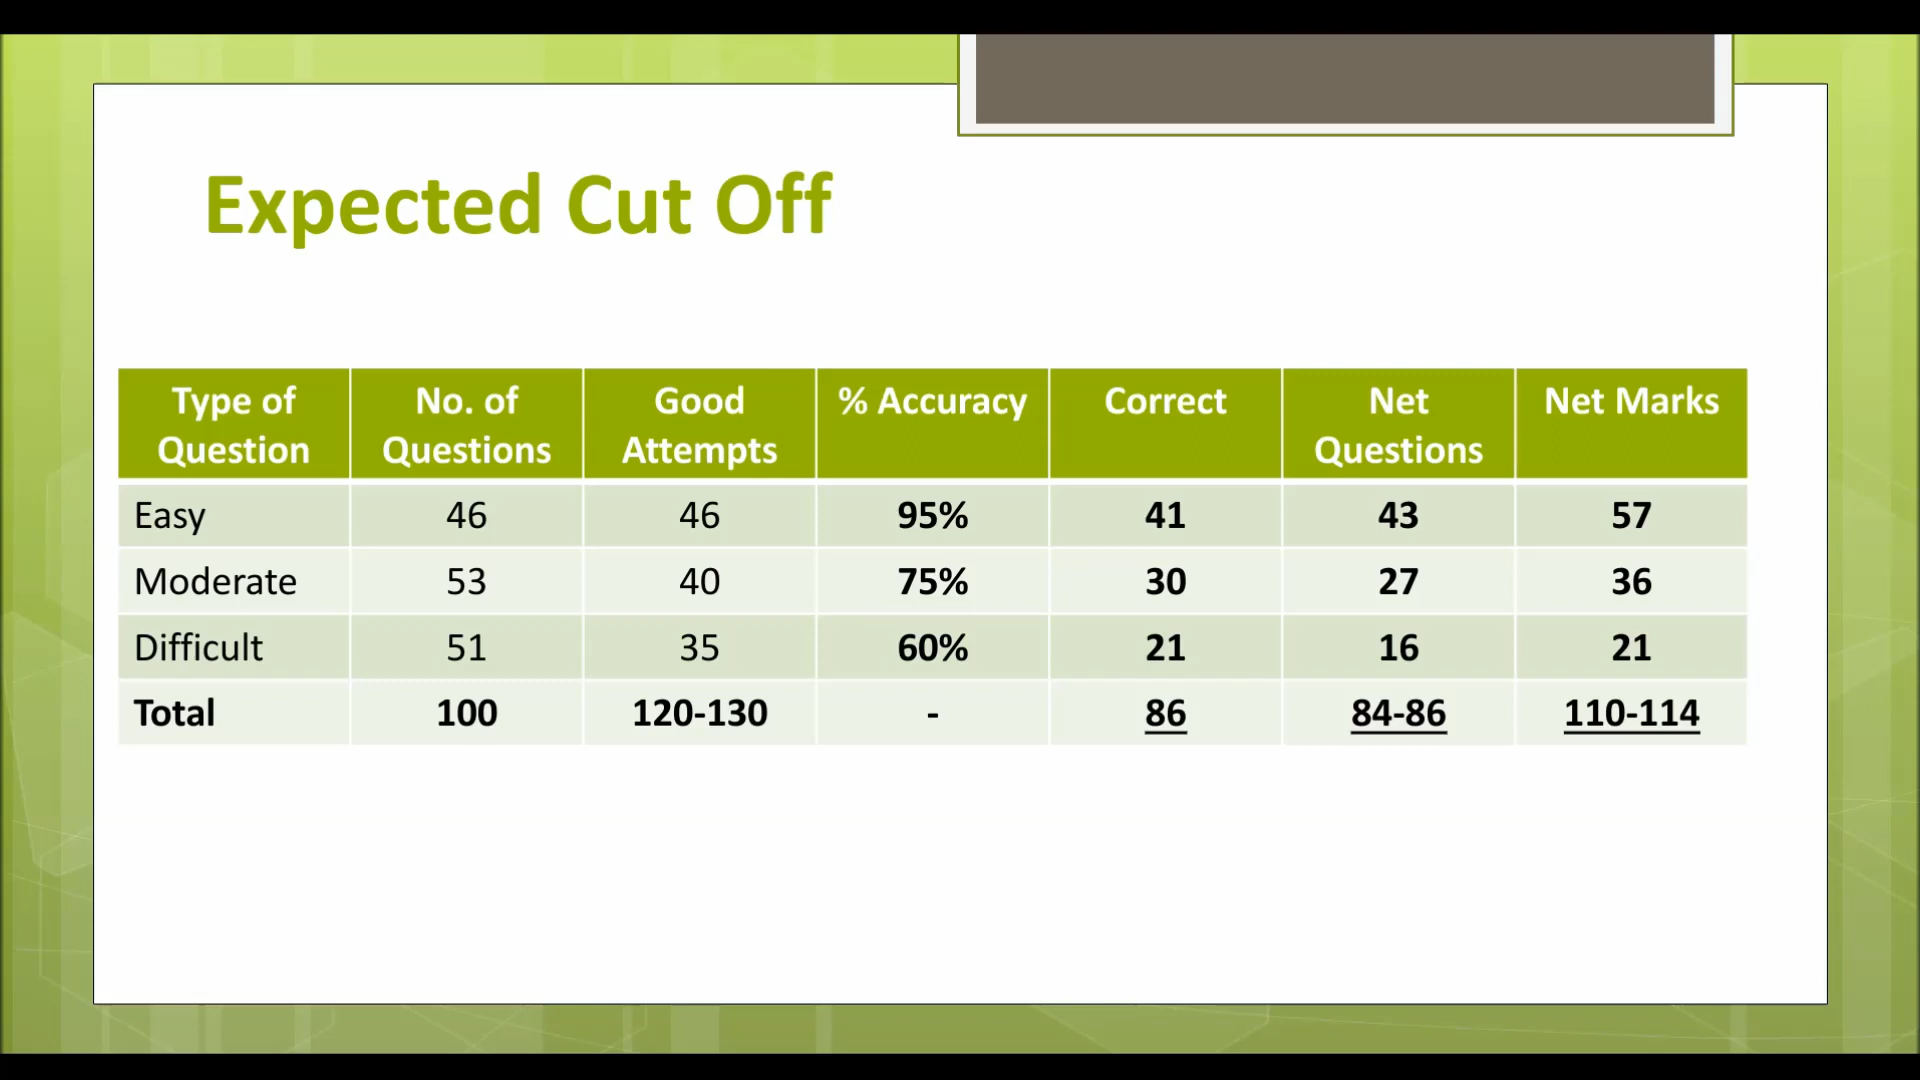 Expected Cut Off
Type of Question No. of Questions Good Attempts % Accuracy Correct Net Questions Net Marks
Easy 46 46 95% 41 43 57
Moderate 53 40 75% 30 27 36
Difficult 51 35 60% 21 16 21
Total 100 120-130 - 86 84-86 110-114